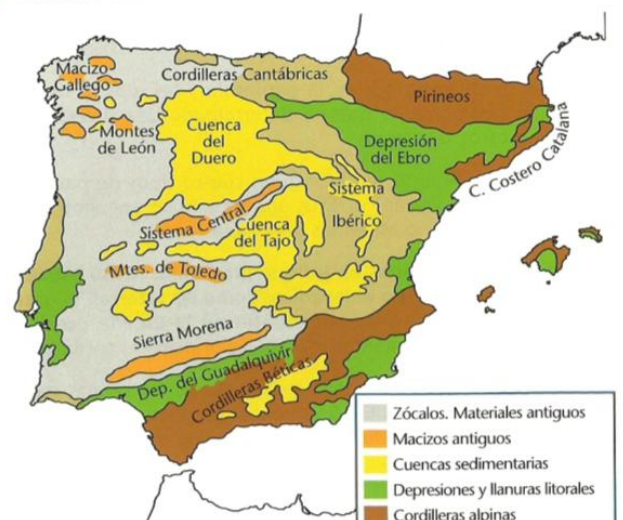 Macizo
Gallego
Cordilleras Cantábricas
Pirineos
Montes
de León
Cuenca
del
Duero
Depresión
del Ebro
C. Costero Catalana
Sistema
Ibérico
Sistema Central
Cuenca
del Tajo
Mtes. de Toledo
Sierra Morena
Dep. del Guadalquivir
Cordilleras Béticas
Zócalos. Materiales antiguos
Macizos antiguos
Cuencas sedimentarias
Depresiones y llanuras litorales
Cordilleras alpinas